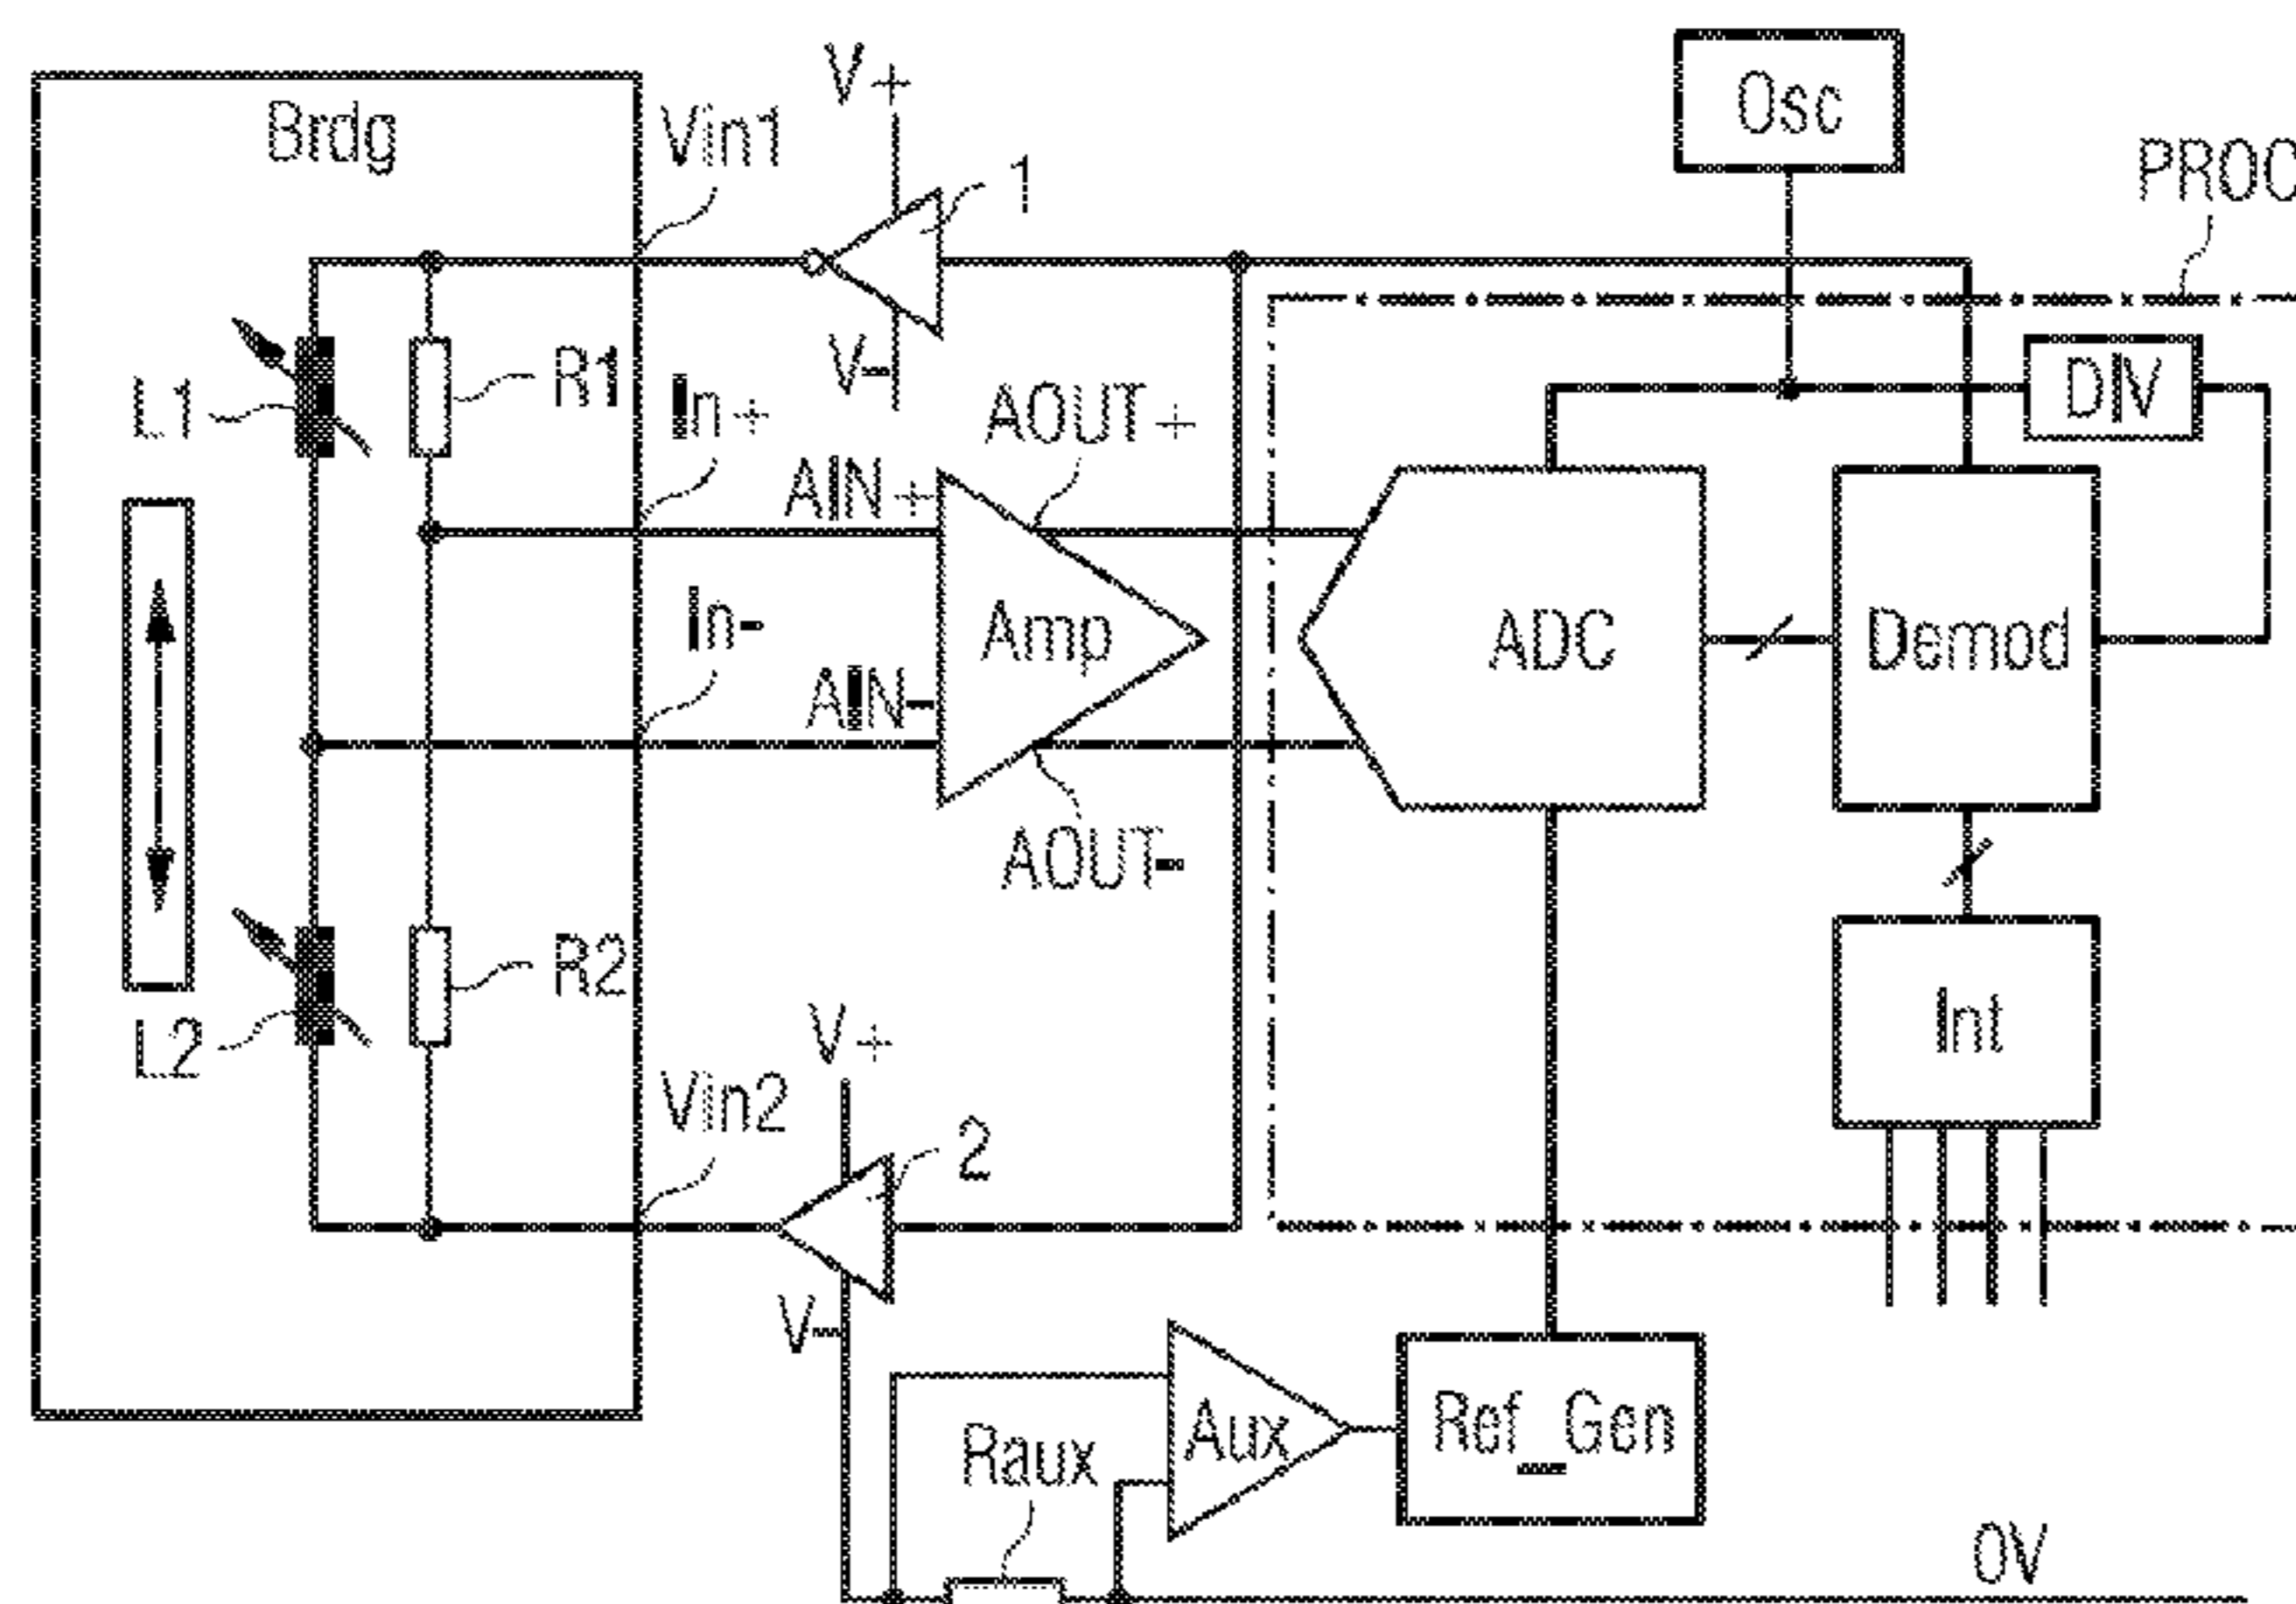 Brdg
Vin1
V+
1
V-
Osc
PROC
DIV
L1
R1
In+
AIN+
AOUT+
In-
AIN-
Amp
AOUT-
ADC
Demod
L2
R2
Int
Vin2
V+
2
V-
Raux
Aux
Ref_Gen
0V